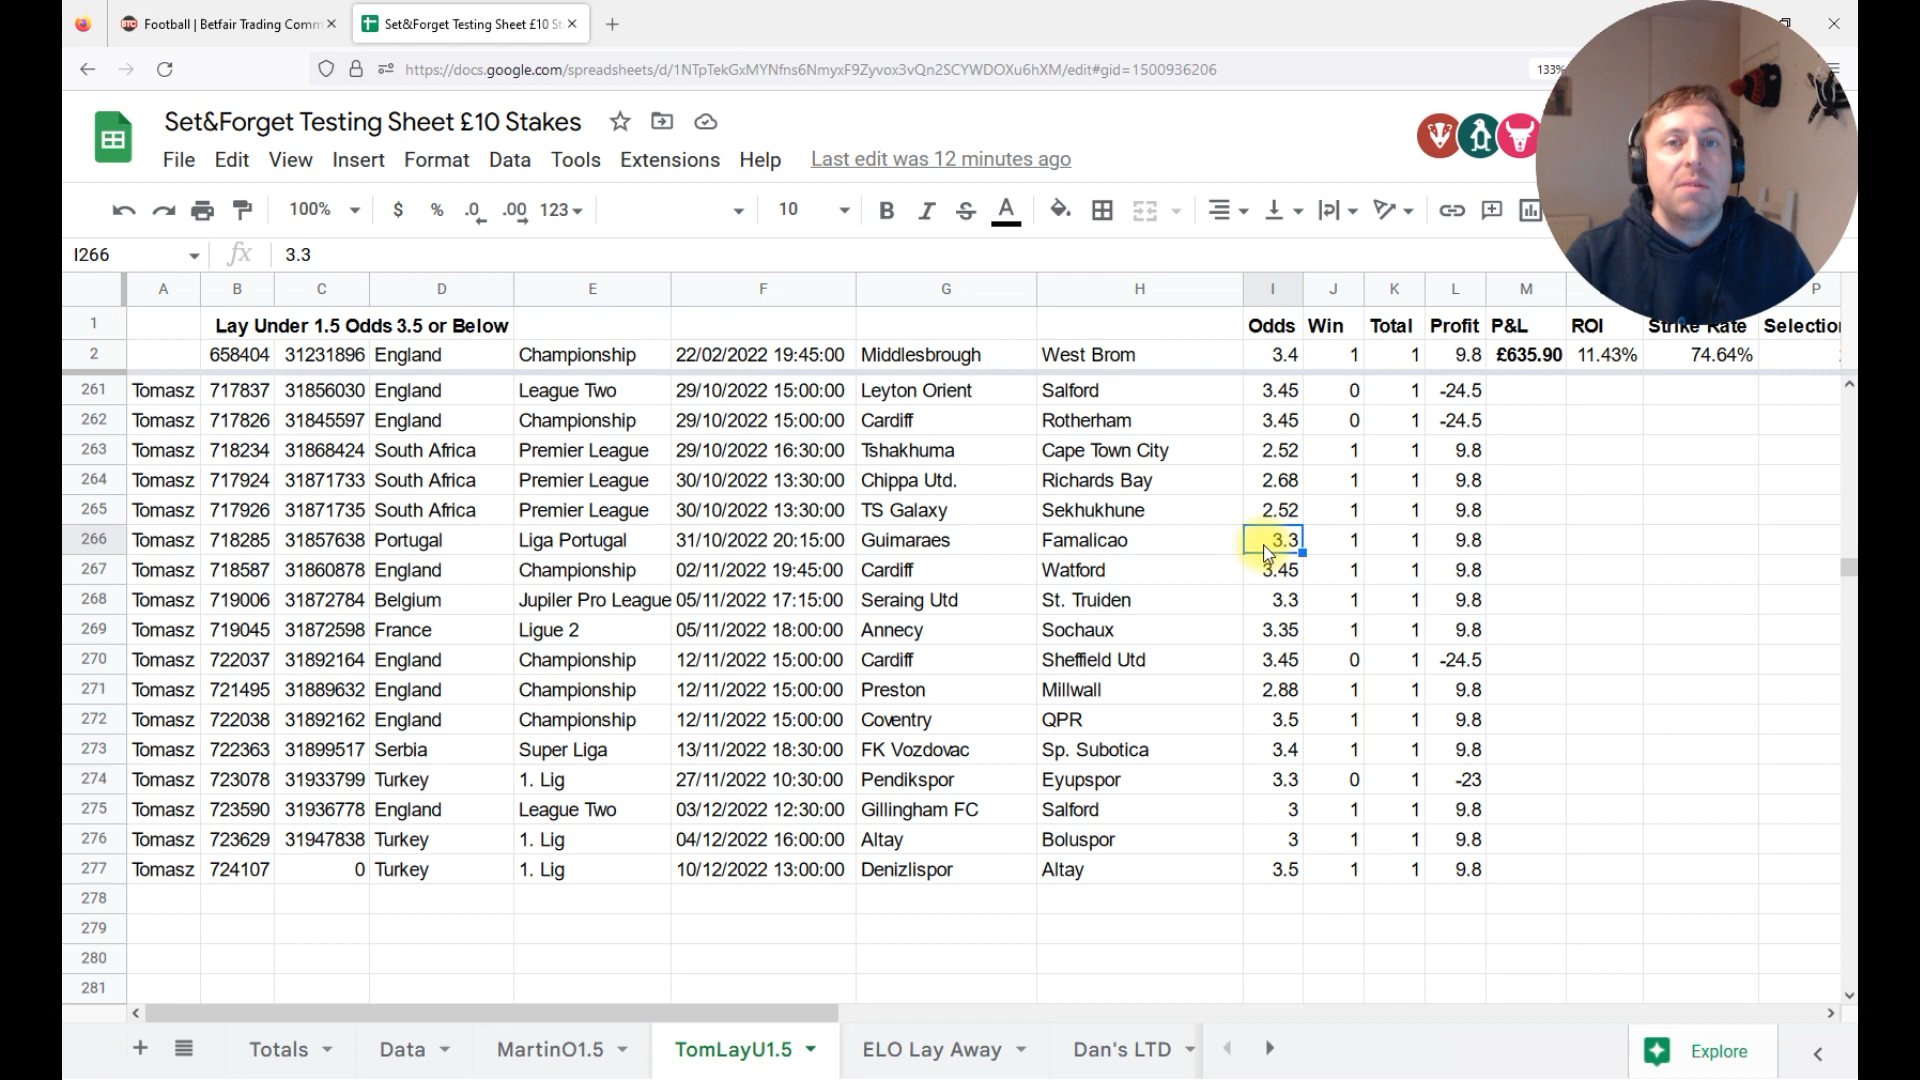 BTC Football | Betfair Trading Comm
Set&Forget Testing Sheet £10 St
https://docs.google.com/spreadsheets/d/1NTpTekGxMYNfns6NmyxF9Zyvox3vQn2SCYWDOXu6hXM/edit#gid=1500936206 133%
Set&Forget Testing Sheet £10 Stakes
File Edit View Insert Format Data Tools Extensions Help Last edit was 12 minutes ago
100% $ % .0 .00 123 10 B I S A
I266 fx 3.3
A B C D E F G H I J K L M P
1 Lay Under 1.5 Odds 3.5 or Below Odds Win Total Profit P&L ROI Strike Rate Selection
2 658404 31231896 England Championship 22/02/2022 19:45:00 Middlesbrough West Brom 3.4 1 1 9.8 £635.90 11.43% 74.64%
261 Tomasz 717837 31856030 England League Two 29/10/2022 15:00:00 Leyton Orient Salford 3.45 0 1 -24.5
262 Tomasz 717826 31845597 England Championship 29/10/2022 15:00:00 Cardiff Rotherham 3.45 0 1 -24.5
263 Tomasz 718234 31868424 South Africa Premier League 29/10/2022 16:30:00 Tshakhuma Cape Town City 2.52 1 1 9.8
264 Tomasz 717924 31871733 South Africa Premier League 30/10/2022 13:30:00 Chippa Utd. Richards Bay 2.68 1 1 9.8
265 Tomasz 717926 31871735 South Africa Premier League 30/10/2022 13:30:00 TS Galaxy Sekhukhune 2.52 1 1 9.8
266 Tomasz 718285 31857638 Portugal Liga Portugal 31/10/2022 20:15:00 Guimaraes Famalicao 3.3 1 1 9.8
267 Tomasz 718587 31860878 England Championship 02/11/2022 19:45:00 Cardiff Watford 3.45 1 1 9.8
268 Tomasz 719006 31872784 Belgium Jupiler Pro League 05/11/2022 17:15:00 Seraing Utd St. Truiden 3.3 1 1 9.8
269 Tomasz 719045 31872598 France Ligue 2 05/11/2022 18:00:00 Annecy Sochaux 3.35 1 1 9.8
270 Tomasz 722037 31892164 England Championship 12/11/2022 15:00:00 Cardiff Sheffield Utd 3.45 0 1 -24.5
271 Tomasz 721495 31889632 England Championship 12/11/2022 15:00:00 Preston Millwall 2.88 1 1 9.8
272 Tomasz 722038 31892162 England Championship 12/11/2022 15:00:00 Coventry QPR 3.5 1 1 9.8
273 Tomasz 722363 31899517 Serbia Super Liga 13/11/2022 18:30:00 FK Vozdovac Sp. Subotica 3.4 1 1 9.8
274 Tomasz 723078 31933799 Turkey 1. Lig 27/11/2022 10:30:00 Pendikspor Eyupspor 3.3 0 1 -23
275 Tomasz 723590 31936778 England League Two 03/12/2022 12:30:00 Gillingham FC Salford 3 1 1 9.8
276 Tomasz 723629 31947838 Turkey 1. Lig 04/12/2022 16:00:00 Altay Boluspor 3 1 1 9.8
277 Tomasz 724107 0 Turkey 1. Lig 10/12/2022 13:00:00 Denizlispor Altay 3.5 1 1 9.8
278
279
280
281
Totals Data MartinO1.5 TomLayU1.5 ELO Lay Away Dan's LTD Explore